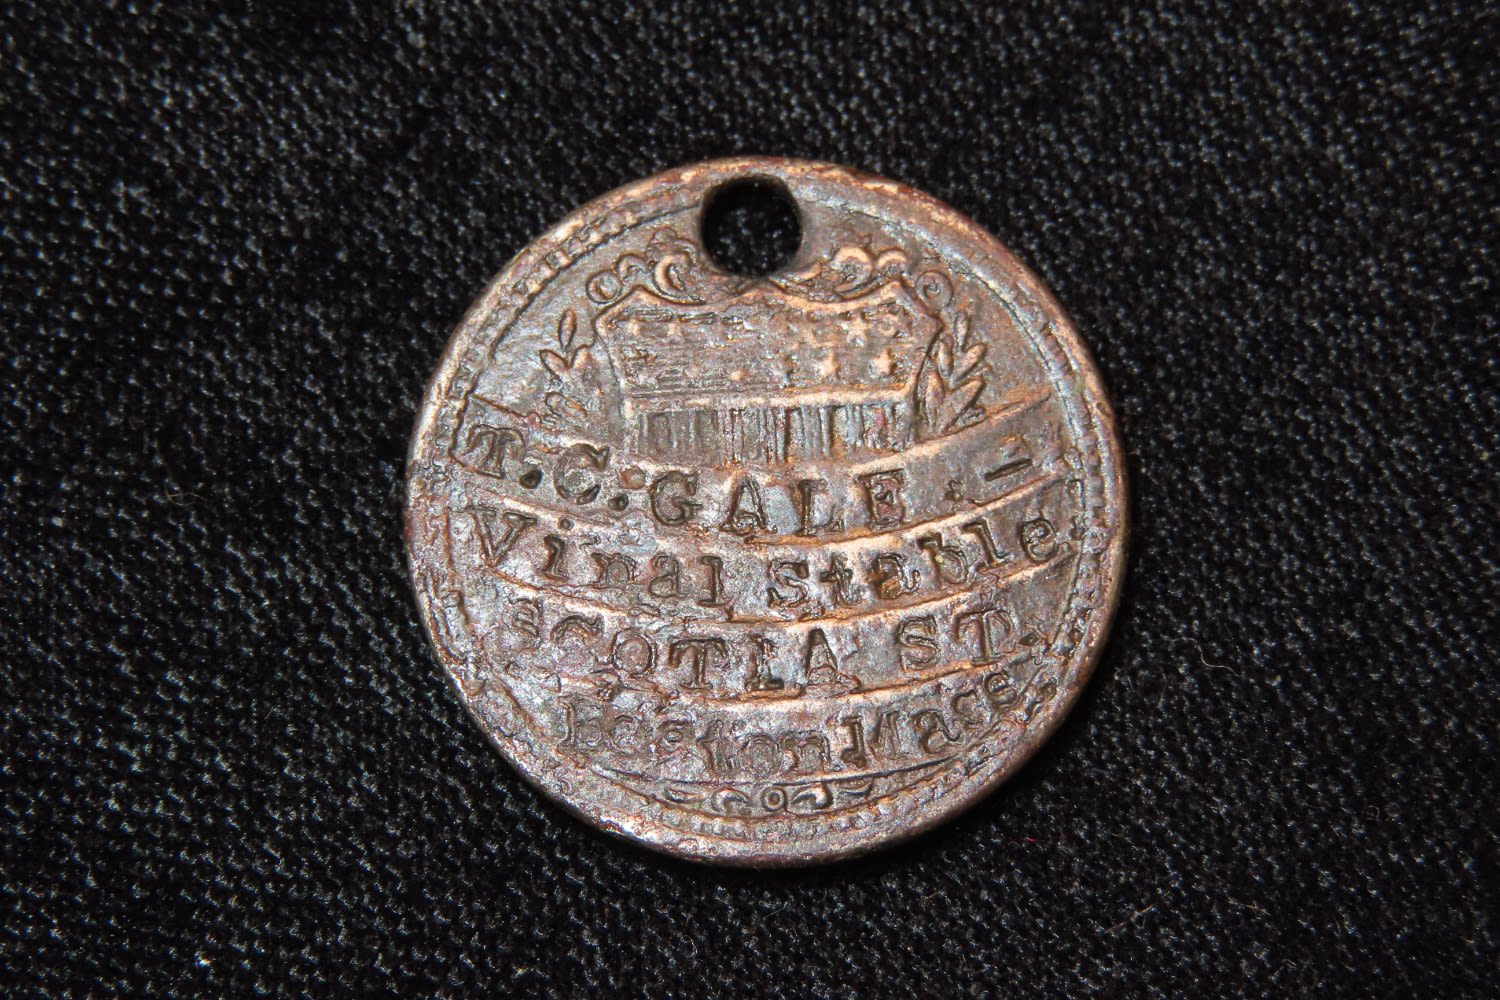 T.C. GALE.-
Vinal Stable
SCOTIA ST.
Boston Mass